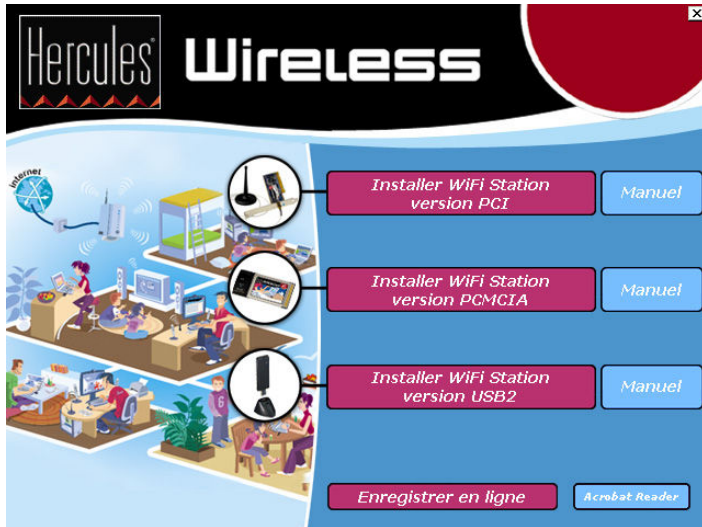 Hercules
Wireless
internet
Installer WiFi Station
version PCI
Manuel
Installer WiFi Station
version PCMCIA
Manuel
Installer WiFi Station
version USB2
Manuel
Enregistrer en ligne
Acrobat Reader